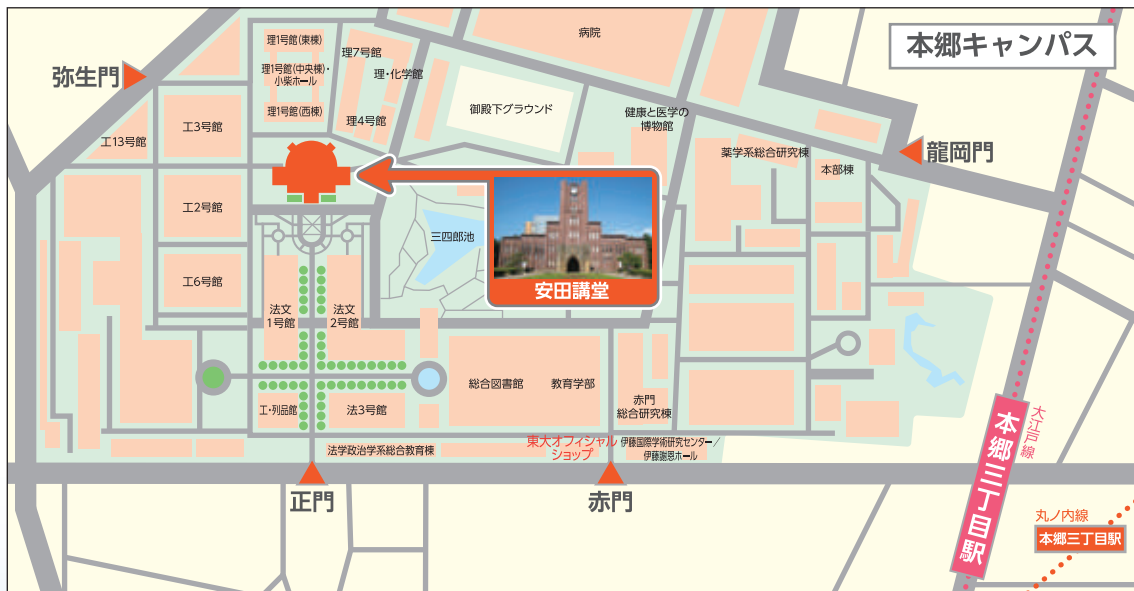 本郷キャンパス
病院
理1号館(東棟)
理7号館
弥生門
理1号館(中央棟)・
小柴ホール
理・化学館
理1号館(西棟)
理4号館
御殿下グラウンド
健康と医学の
博物館
工3号館
工13号館
薬学系総合研究棟
龍岡門
本部棟
工2号館
三四郎池
安田講堂
工6号館
法文
1号館
法文
2号館
総合図書館
教育学部
赤門
総合研究棟
工・列品館
法3号館
法学政治学系総合教育棟
東大オフィシャル
ショップ
伊藤国際学術研究センター/
伊藤謝恩ホール
正門
赤門
大江戸線
本郷三丁目駅
丸ノ内線
本郷三丁目駅